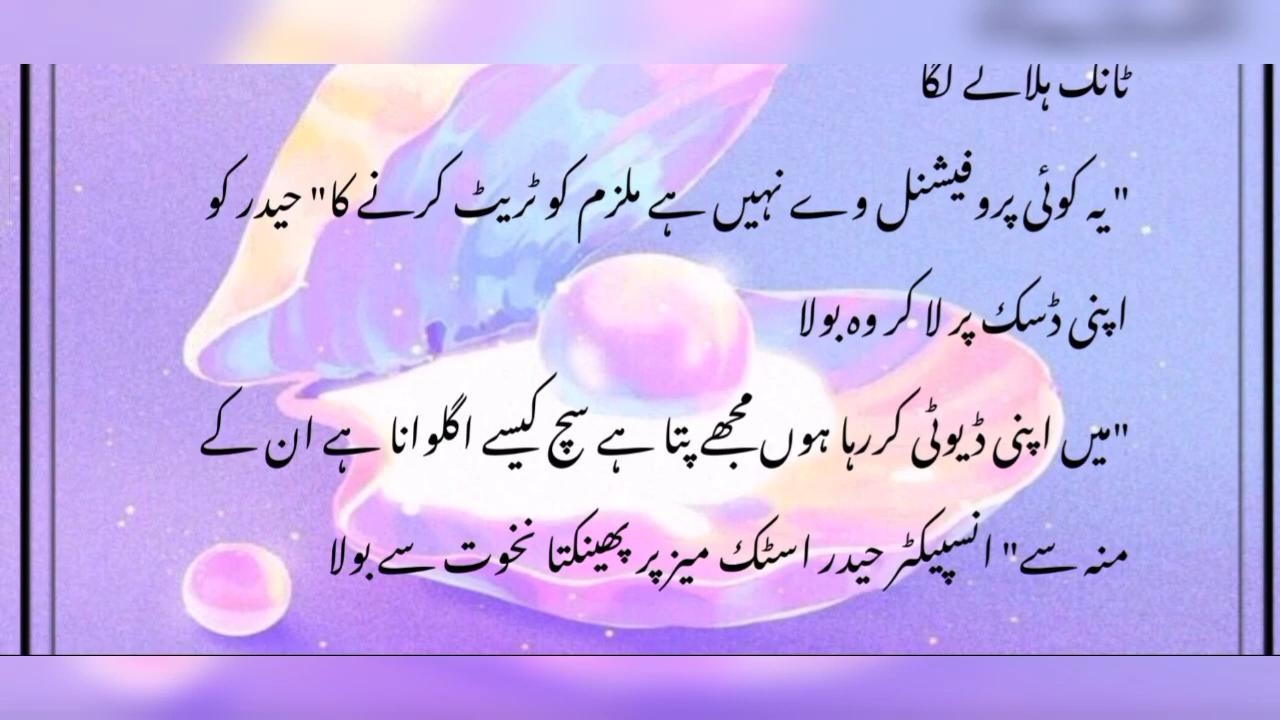 ٹانگ ہلانے لگا
"یہ کوئی پروفیشنل وے نہیں ہے ملزم کو ٹریٹ کرنے کا" حیدر کو
اپنی ڈسک پر لا کر وہ بولا
"میں اپنی ڈیوٹی کررہا ہوں مجھے پتا ہے سچ کیسے اگلوانا ہے ان کے
منہ سے" انسپیکٹر حیدر اسٹک میز پر پھینکتا نخوت سے بولا